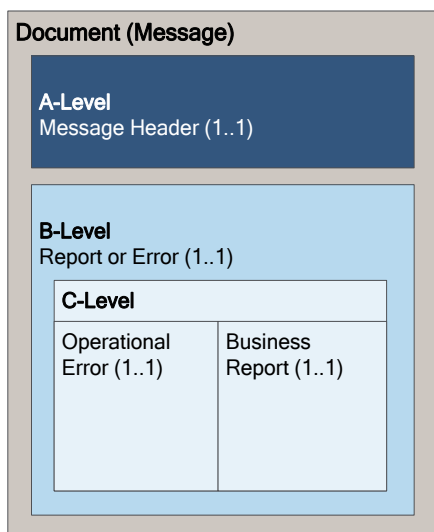 Document (Message)
A-Level
Message Header (1..1)
B-Level
Report or Error (1..1)
C-Level
Operational
Error (1..1)
Business
Report (1..1)